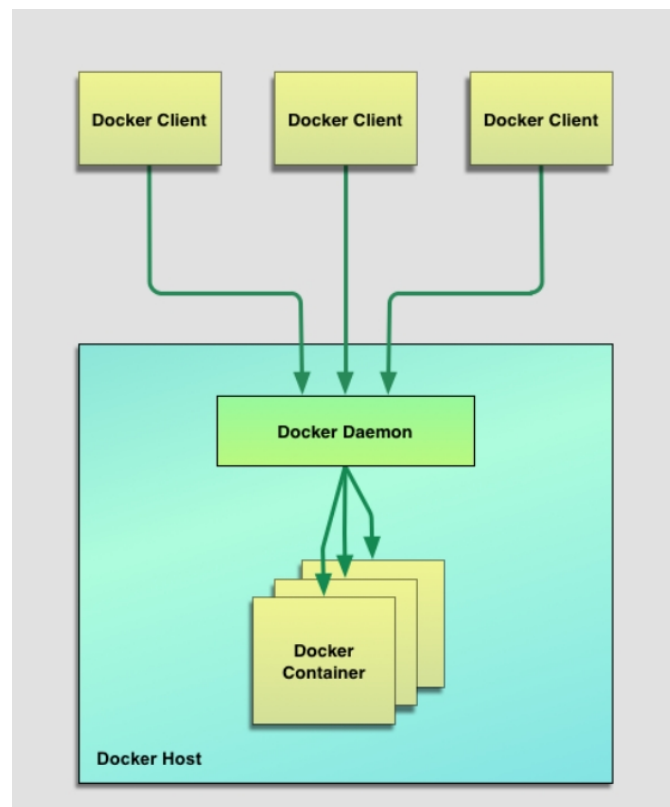 Docker Client
Docker Client
Docker Client
Docker Daemon
Docker
Container
Docker Host